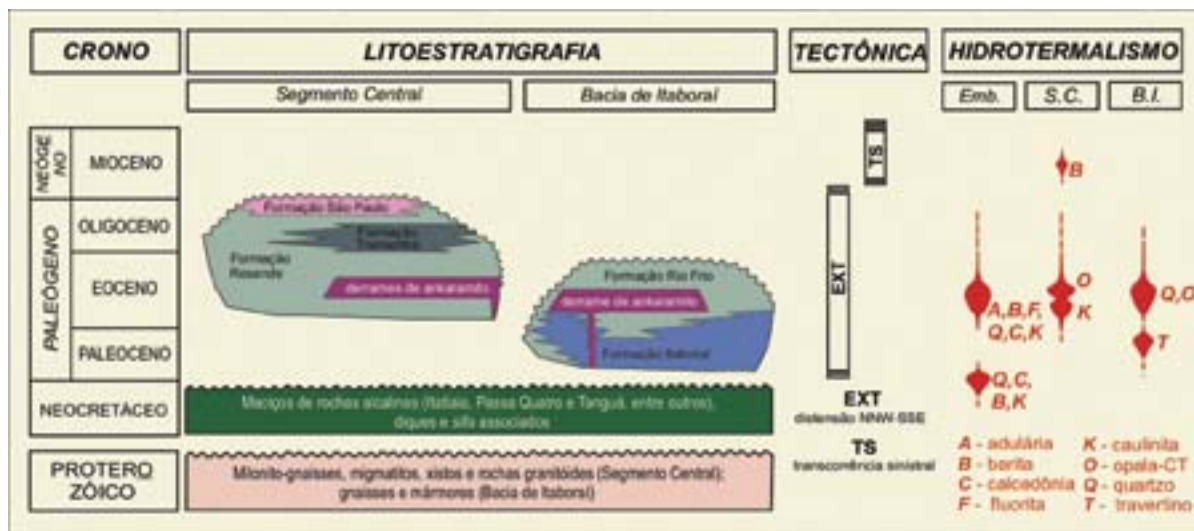 CRONO
LITOESTRATIGRAFIA
TECTÔNICA
HIDROTERMALISMO
Segmento Central
Bacia de Itaboraí
Emb.
S.C.
B.I.
NEÓGE
NO
MIOCENO
PALEÓGENO
OLIGOCENO
EOCENO
PALEOCENO
NEOCRETÁCEO
PROTERO
ZÓICO
Formação São Paulo
Formação
Tremembé
Formação
Resende
derrames de ankaramito
Formação Rio Frio
derrame de ankaramito
Formação Itaboraí
Maciços de rochas alcalinas (Itatiaia, Passa Quatro e Tanguá, entre outros),
diques e sills associados
Milonito-gnaisses, migmatitos, xistos e rochas granitóides (Segmento Central);
gnaisses e mármores (Bacia de Itaboraí)
TS
EXT
EXT
distensão NNW-SSE
TS
transcorrência sinistral
B
A,B,F,
Q,C,K
O
K
Q,O
T
Q,C,
B,K
A - adulária
B - barita
C - calcedônia
F - fluorita
K - caulinita
O - opala-CT
Q - quartzo
T - travertino